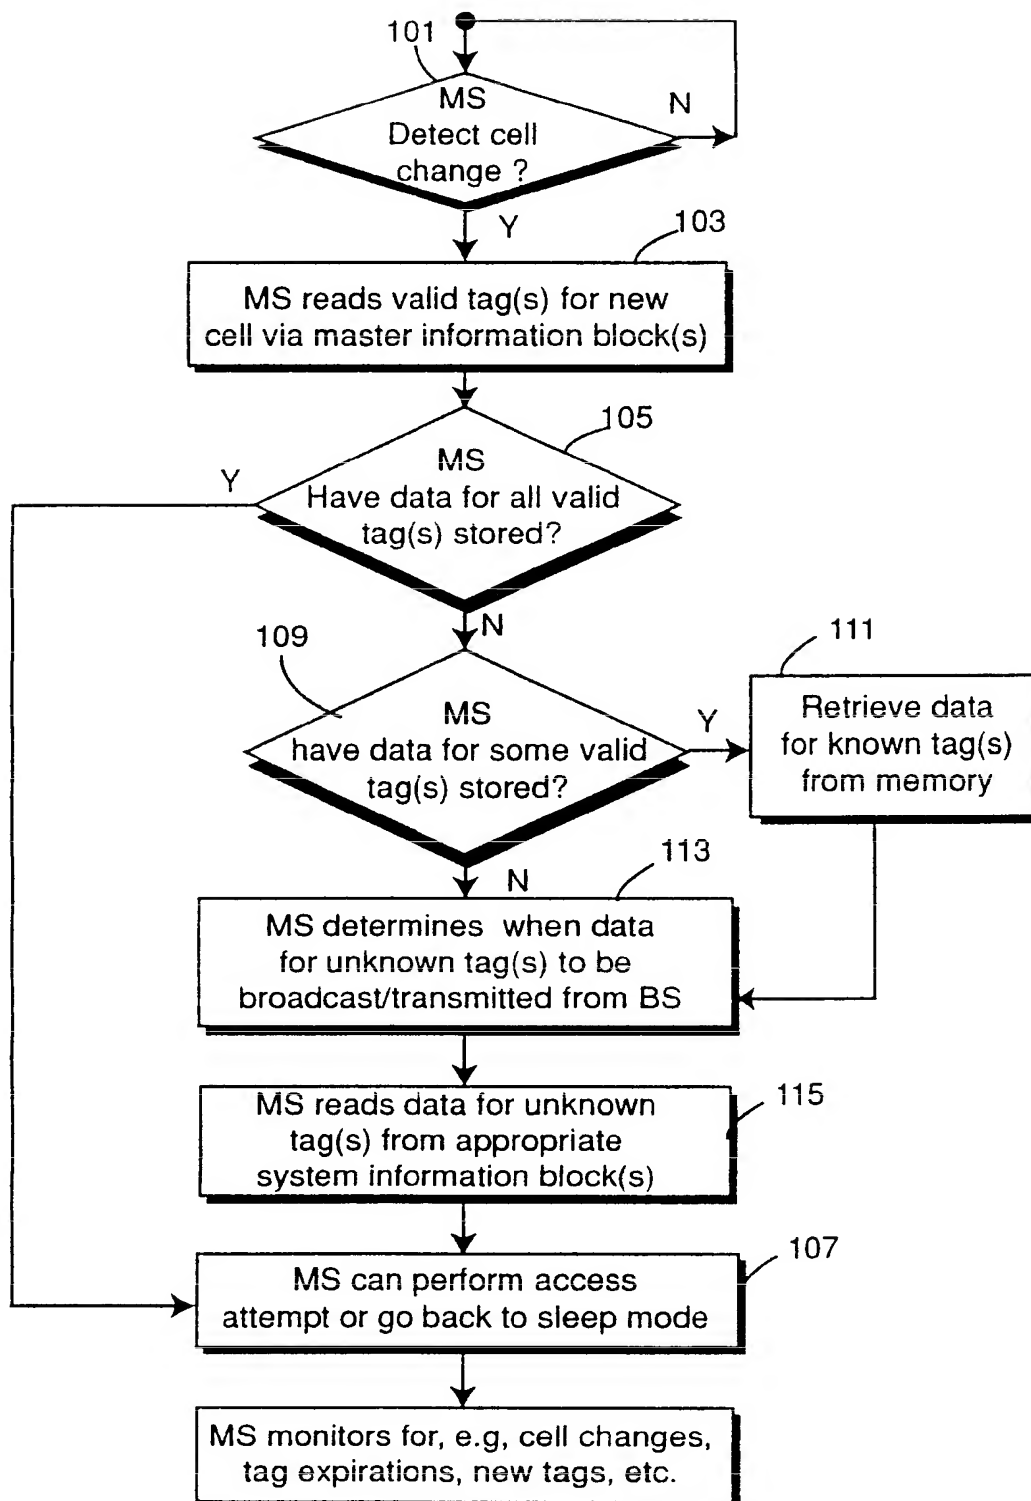 101
MS
Detect cell
change ?
N
Y
103
MS reads valid tag(s) for new
cell via master information block(s)
105
MS
Have data for all valid
tag(s) stored?
Y
N
109
MS
have data for some valid
tag(s) stored?
Y
111
Retrieve data
for known tag(s)
from memory
N
113
MS determines when data
for unknown tag(s) to be
broadcast/transmitted from BS
MS reads data for unknown
tag(s) from appropriate
system information block(s)
115
107
MS can perform access
attempt or go back to sleep mode
MS monitors for, e.g, cell changes,
tag expirations, new tags, etc.